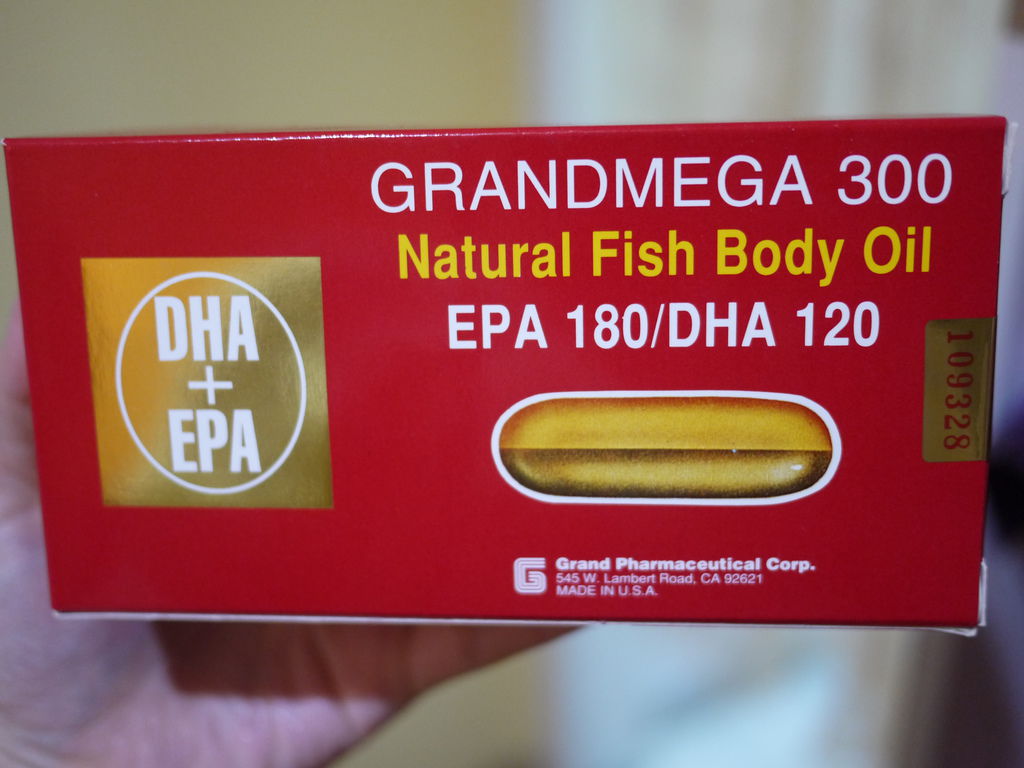 GRANDMEGA 300
Natural Fish Body Oil
EPA 180/DHA 120
DHA
+
EPA
109328
G
Grand Pharmaceutical Corp.
545 W. Lambert Road, CA 92621
MADE IN U.S.A.